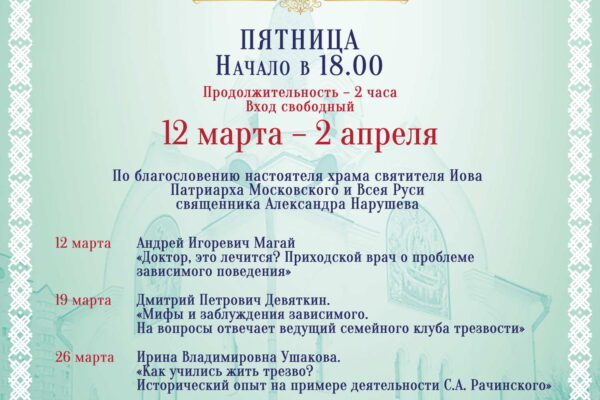 ПЯТНИЦА
Начало в 18.00
Продолжительность – 2 часа
Вход свободный
12 марта – 2 апреля
По благословению настоятеля храма святителя Иова
Патриарха Московского и Всея Руси
священника Александра Нарушева
12 марта Андрей Игоревич Магай
«Доктор, это лечится? Приходской врач о проблеме
зависимого поведения»
19 марта Дмитрий Петрович Девяткин.
«Мифы и заблуждения зависимого.
На вопросы отвечает ведущий семейного клуба трезвости»
26 марта Ирина Владимировна Ушакова.
«Как учились жить трезво?
Исторический опыт на примере деятельности С.А. Рачинского»